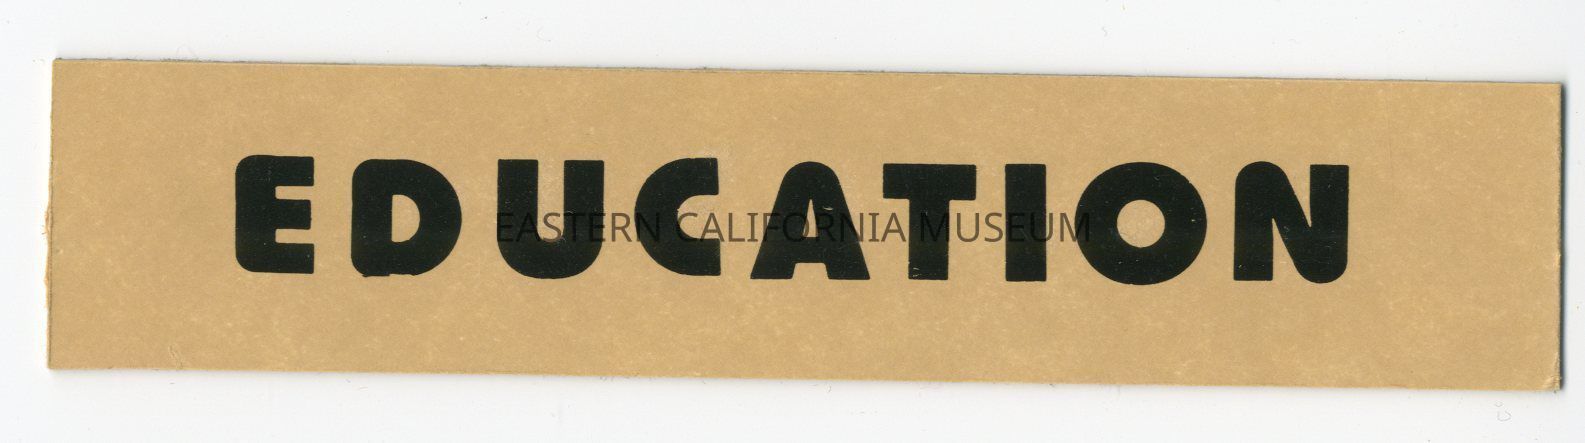 EDUCATION
EASTERN CALIFORNIA MUSEUM